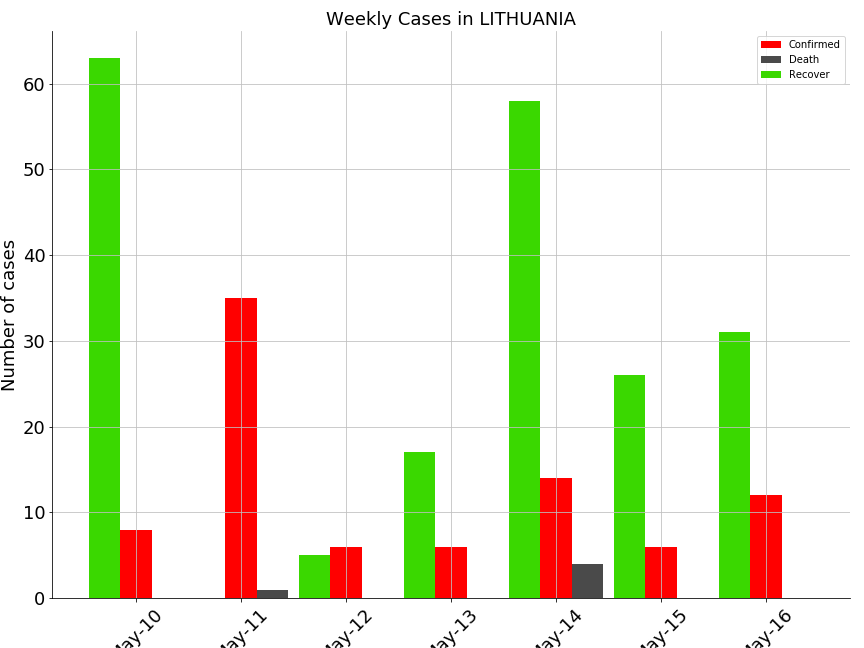 Weekly Cases in LITHUANIA
Confirmed
Death
Recover
Number of cases
60
50
40
30
20
10
0
May-10
May-11
May-12
May-13
May-14
May-15
May-16